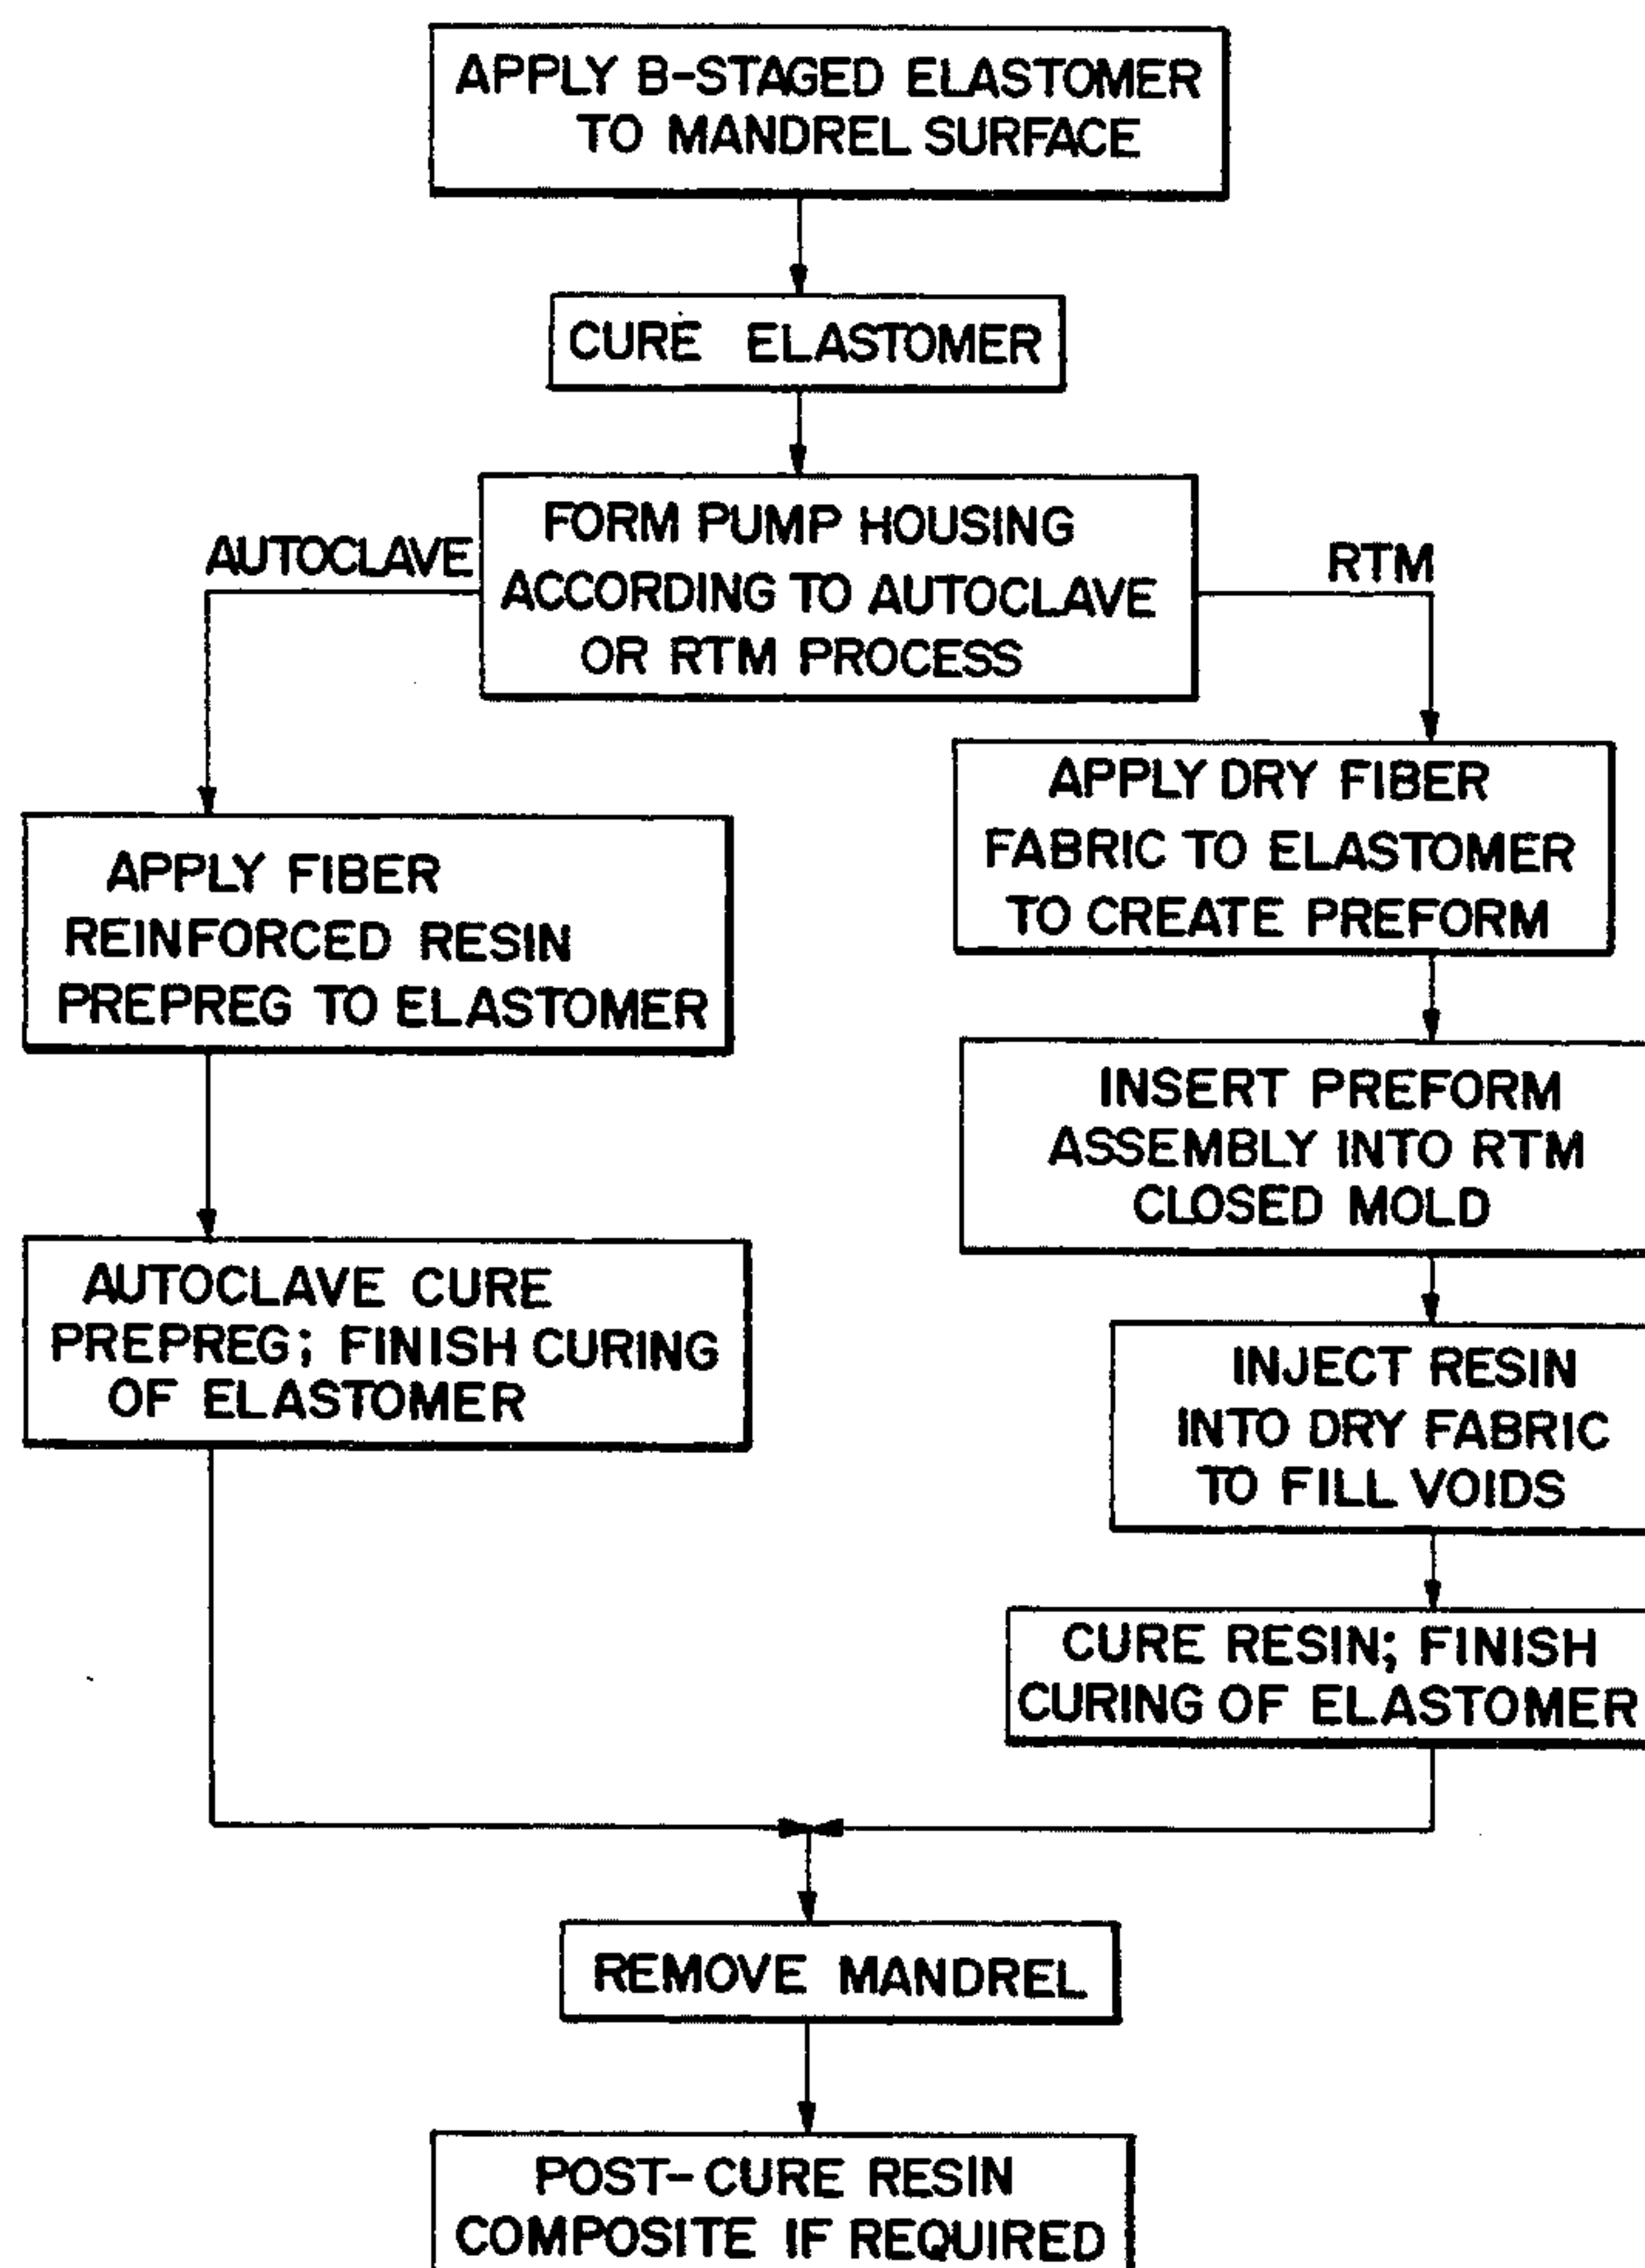 APPLY B-STAGED ELASTOMER
TO MANDREL SURFACE
CURE ELASTOMER
FORM PUMP HOUSING
ACCORDING TO AUTOCLAVE
OR RTM PROCESS
AUTOCLAVE
APPLY FIBER
REINFORCED RESIN
PREPREG TO ELASTOMER
AUTOCLAVE CURE
PREPREG; FINISH CURING
OF ELASTOMER
RTM
APPLY DRY FIBER
FABRIC TO ELASTOMER
TO CREATE PREFORM
INSERT PREFORM
ASSEMBLY INTO RTM
CLOSED MOLD
INJECT RESIN
INTO DRY FABRIC
TO FILL VOIDS
CURE RESIN; FINISH
CURING OF ELASTOMER
REMOVE MANDREL
POST-CURE RESIN
COMPOSITE IF REQUIRED